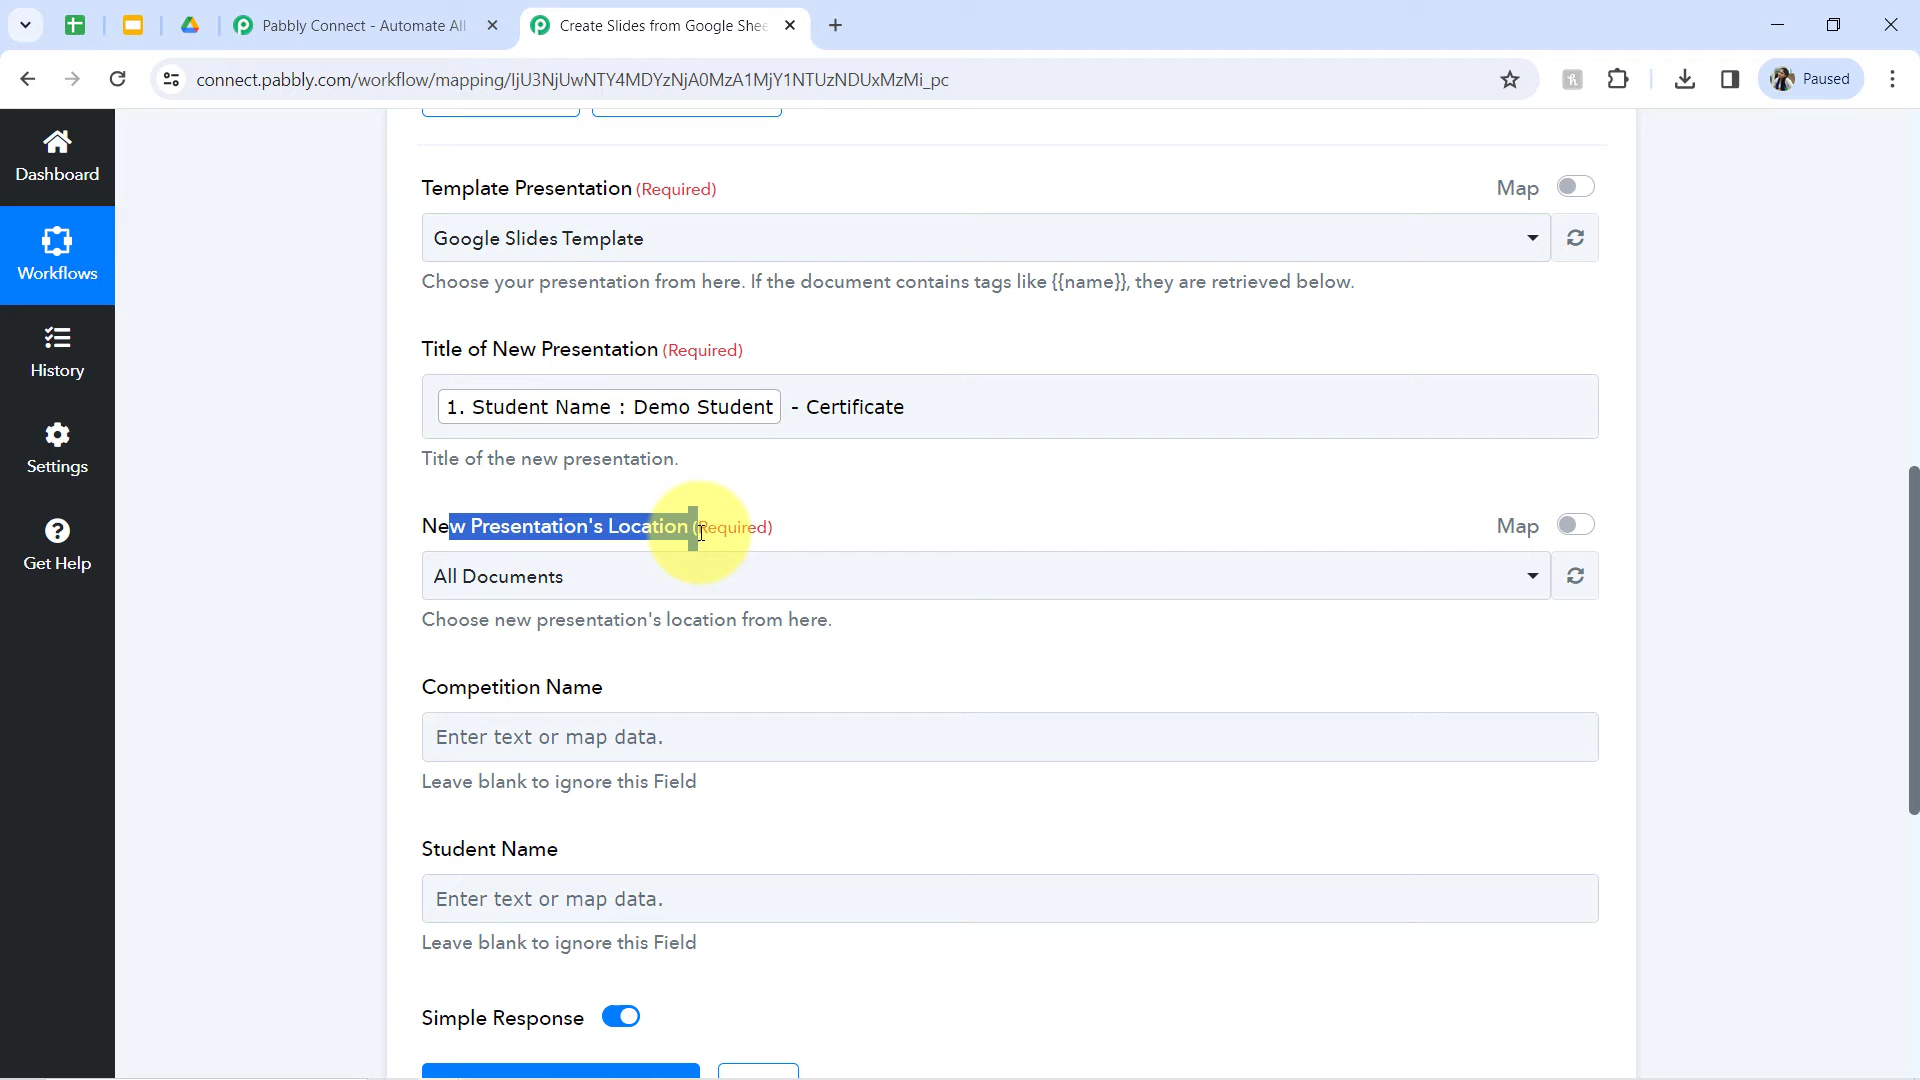 Pabbly Connect - Automate All
Create Slides from Google Shee
connect.pabbly.com/workflow/mapping/IjU3NjUwNTY4MDYzNjA0MzA1MjY1NTUzNDUxMzMi_pc
Paused
Dashboard
Workflows
History
Settings
Get Help
Template Presentation (Required)
Map
Google Slides Template
Choose your presentation from here. If the document contains tags like {{name}}, they are retrieved below.
Title of New Presentation (Required)
1. Student Name : Demo Student - Certificate
Title of the new presentation.
New Presentation's Location (Required)
Map
All Documents
Choose new presentation's location from here.
Competition Name
Enter text or map data.
Leave blank to ignore this Field
Student Name
Enter text or map data.
Leave blank to ignore this Field
Simple Response